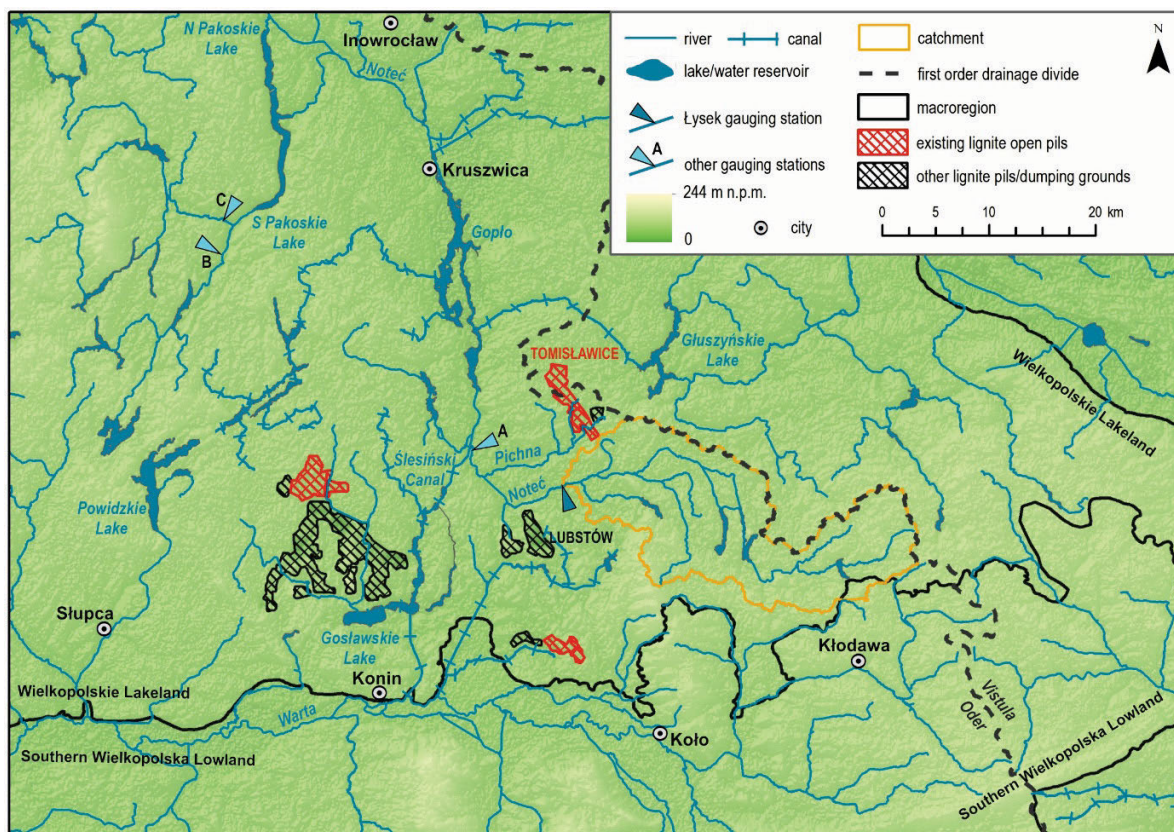 N Pakoskie
Lake
Inowrocław
Noteć
Kruszwica
C
S Pakoskie
Lake
B
Gopło
TOMISŁAWICE
Głuszyńskie
Lake
Wielkopolskie Lakeland
A
Pichna
Ślesiński
Canal
Noteć
Powidzkie
Lake
LUBSTÓW
Słupca
Gosławskie
Lake
Konin
Kłodawa
Wielkopolskie Lakeland
Warta
Koło
Vistula
Oder
Southern Wielkopolska Lowland
Southern Wielkopolska Lowland
river
canal
lake/water reservoir
Łysek gauging station
A
other gauging stations
244 m n.p.m.
0
city
catchment
first order drainage divide
macroregion
existing lignite open pils
other lignite pils/dumping grounds
0 5 10 20 km
N